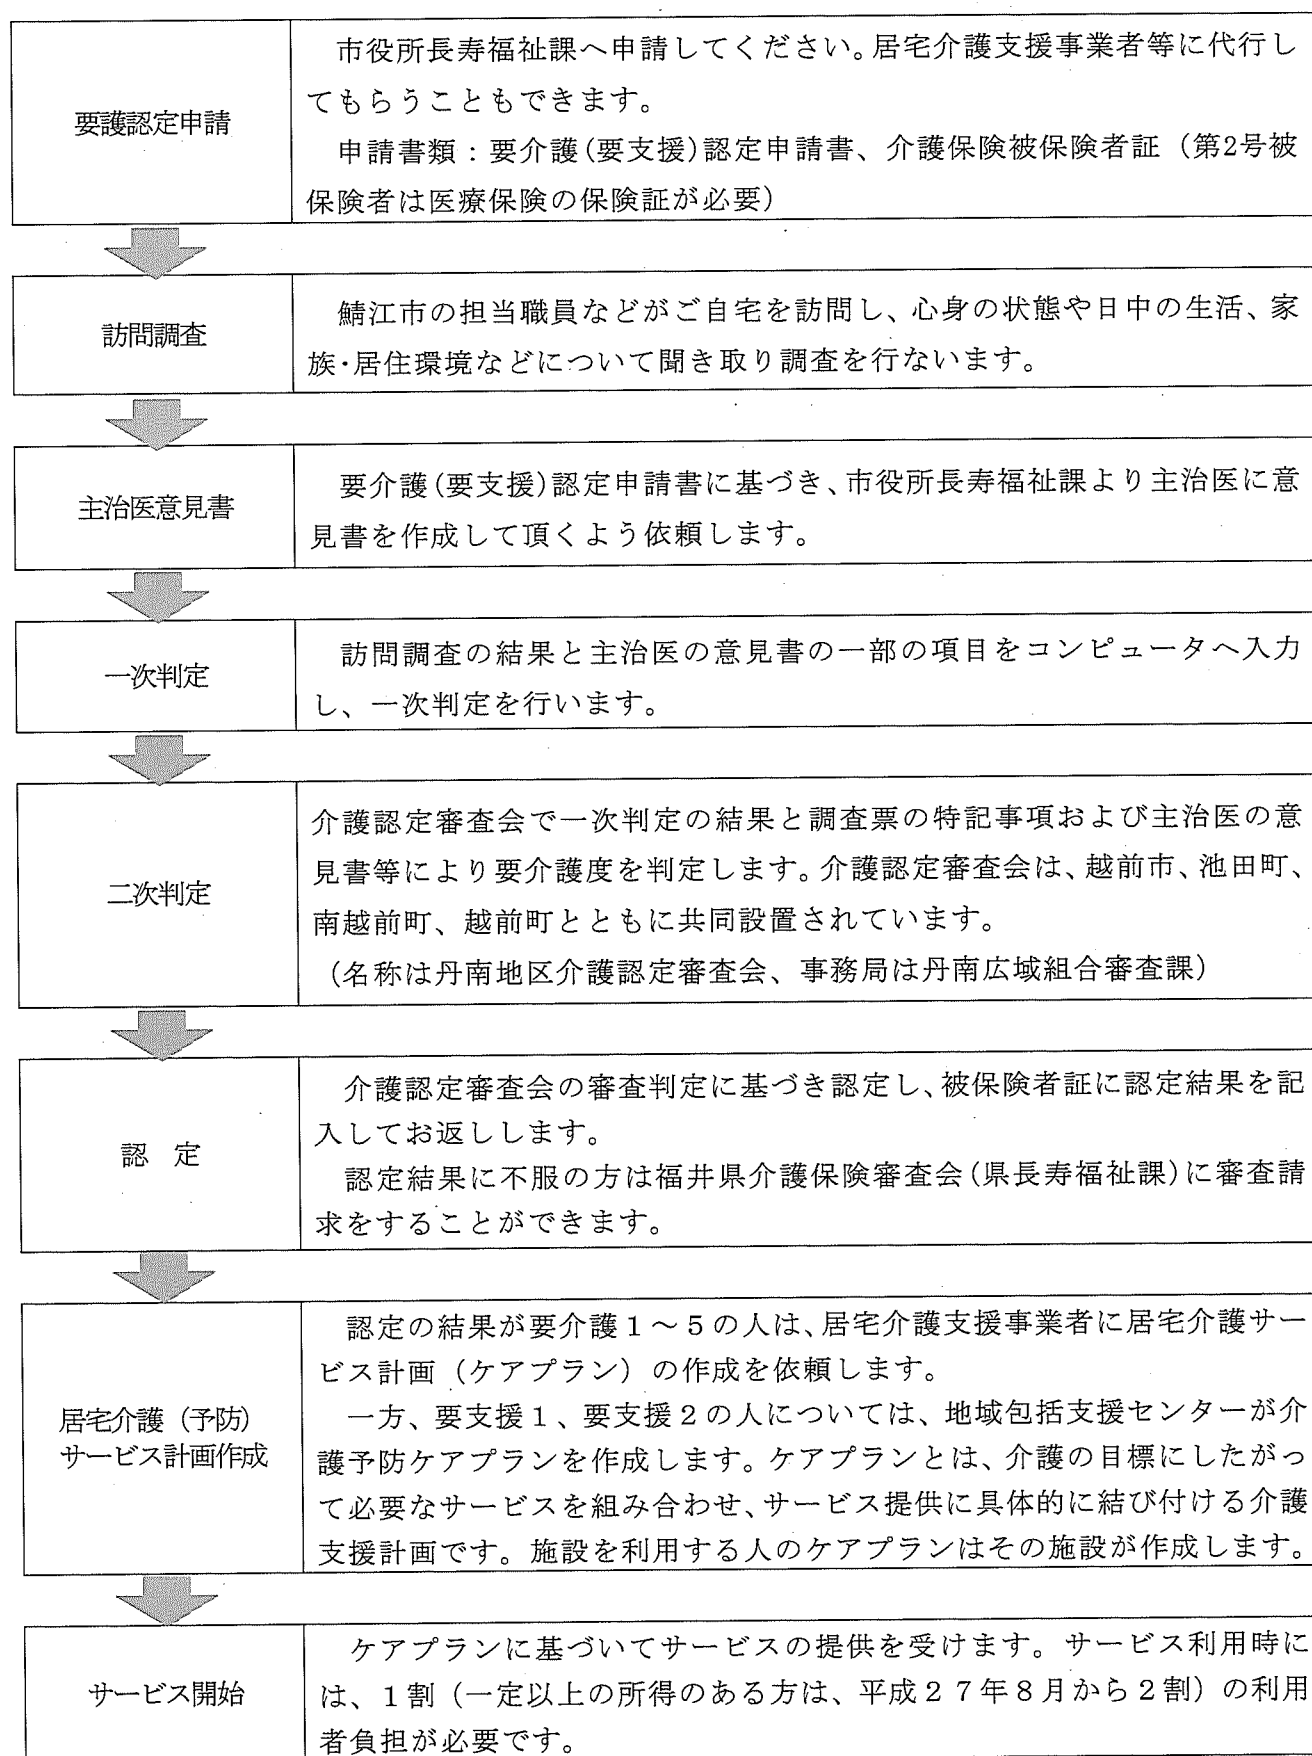 要護認定申請
市役所長寿福祉課へ申請してください。居宅介護支援事業者等に代行し
てもらうこともできます。
申請書類：要介護(要支援)認定申請書、介護保険被保険者証（第2号被
保険者は医療保険の保険証が必要）
訪問調査
鯖江市の担当職員などがご自宅を訪問し、心身の状態や日中の生活、家
族・居住環境などについて聞き取り調査を行ないます。
主治医意見書
要介護(要支援)認定申請書に基づき、市役所長寿福祉課より主治医に意
見書を作成して頂くよう依頼します。
一次判定
訪問調査の結果と主治医の意見書の一部の項目をコンピュータへ入力
し、一次判定を行います。
二次判定
介護認定審査会で一次判定の結果と調査票の特記事項および主治医の意
見書等により要介護度を判定します。介護認定審査会は、越前市、池田町、
南越前町、越前町とともに共同設置されています。
（名称は丹南地区介護認定審査会、事務局は丹南広域組合審査課）
認　定
介護認定審査会の審査判定に基づき認定し、被保険者証に認定結果を記
入してお返しします。
認定結果に不服の方は福井県介護保険審査会(県長寿福祉課)に審査請
求をすることができます。
居宅介護（予防）
サービス計画作成
認定の結果が要介護１～５の人は、居宅介護支援事業者に居宅介護サー
ビス計画（ケアプラン）の作成を依頼します。
一方、要支援１、要支援２の人については、地域包括支援センターが介
護予防ケアプランを作成します。ケアプランとは、介護の目標にしたがっ
て必要なサービスを組み合わせ、サービス提供に具体的に結び付ける介護
支援計画です。施設を利用する人のケアプランはその施設が作成します。
サービス開始
ケアプランに基づいてサービスの提供を受けます。サービス利用時に
は、１割（一定以上の所得のある方は、平成２７年８月から２割）の利用
者負担が必要です。